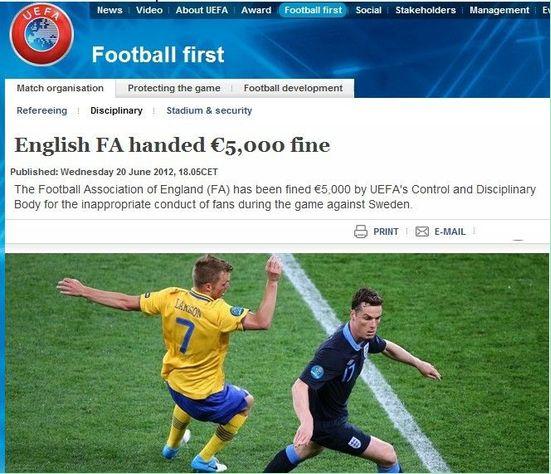 UEFA
News Video About UEFA Award Football first Social Stakeholders Management
Football first
Match organisation Protecting the game Football development
Refereeing Disciplinary Stadium & security
English FA handed €5,000 fine
Published: Wednesday 20 June 2012, 18.05CET
The Football Association of England (FA) has been fined €5,000 by UEFA's Control and Disciplinary
Body for the inappropriate conduct of fans during the game against Sweden.
PRINT E-MAIL
LARSSON
7
17